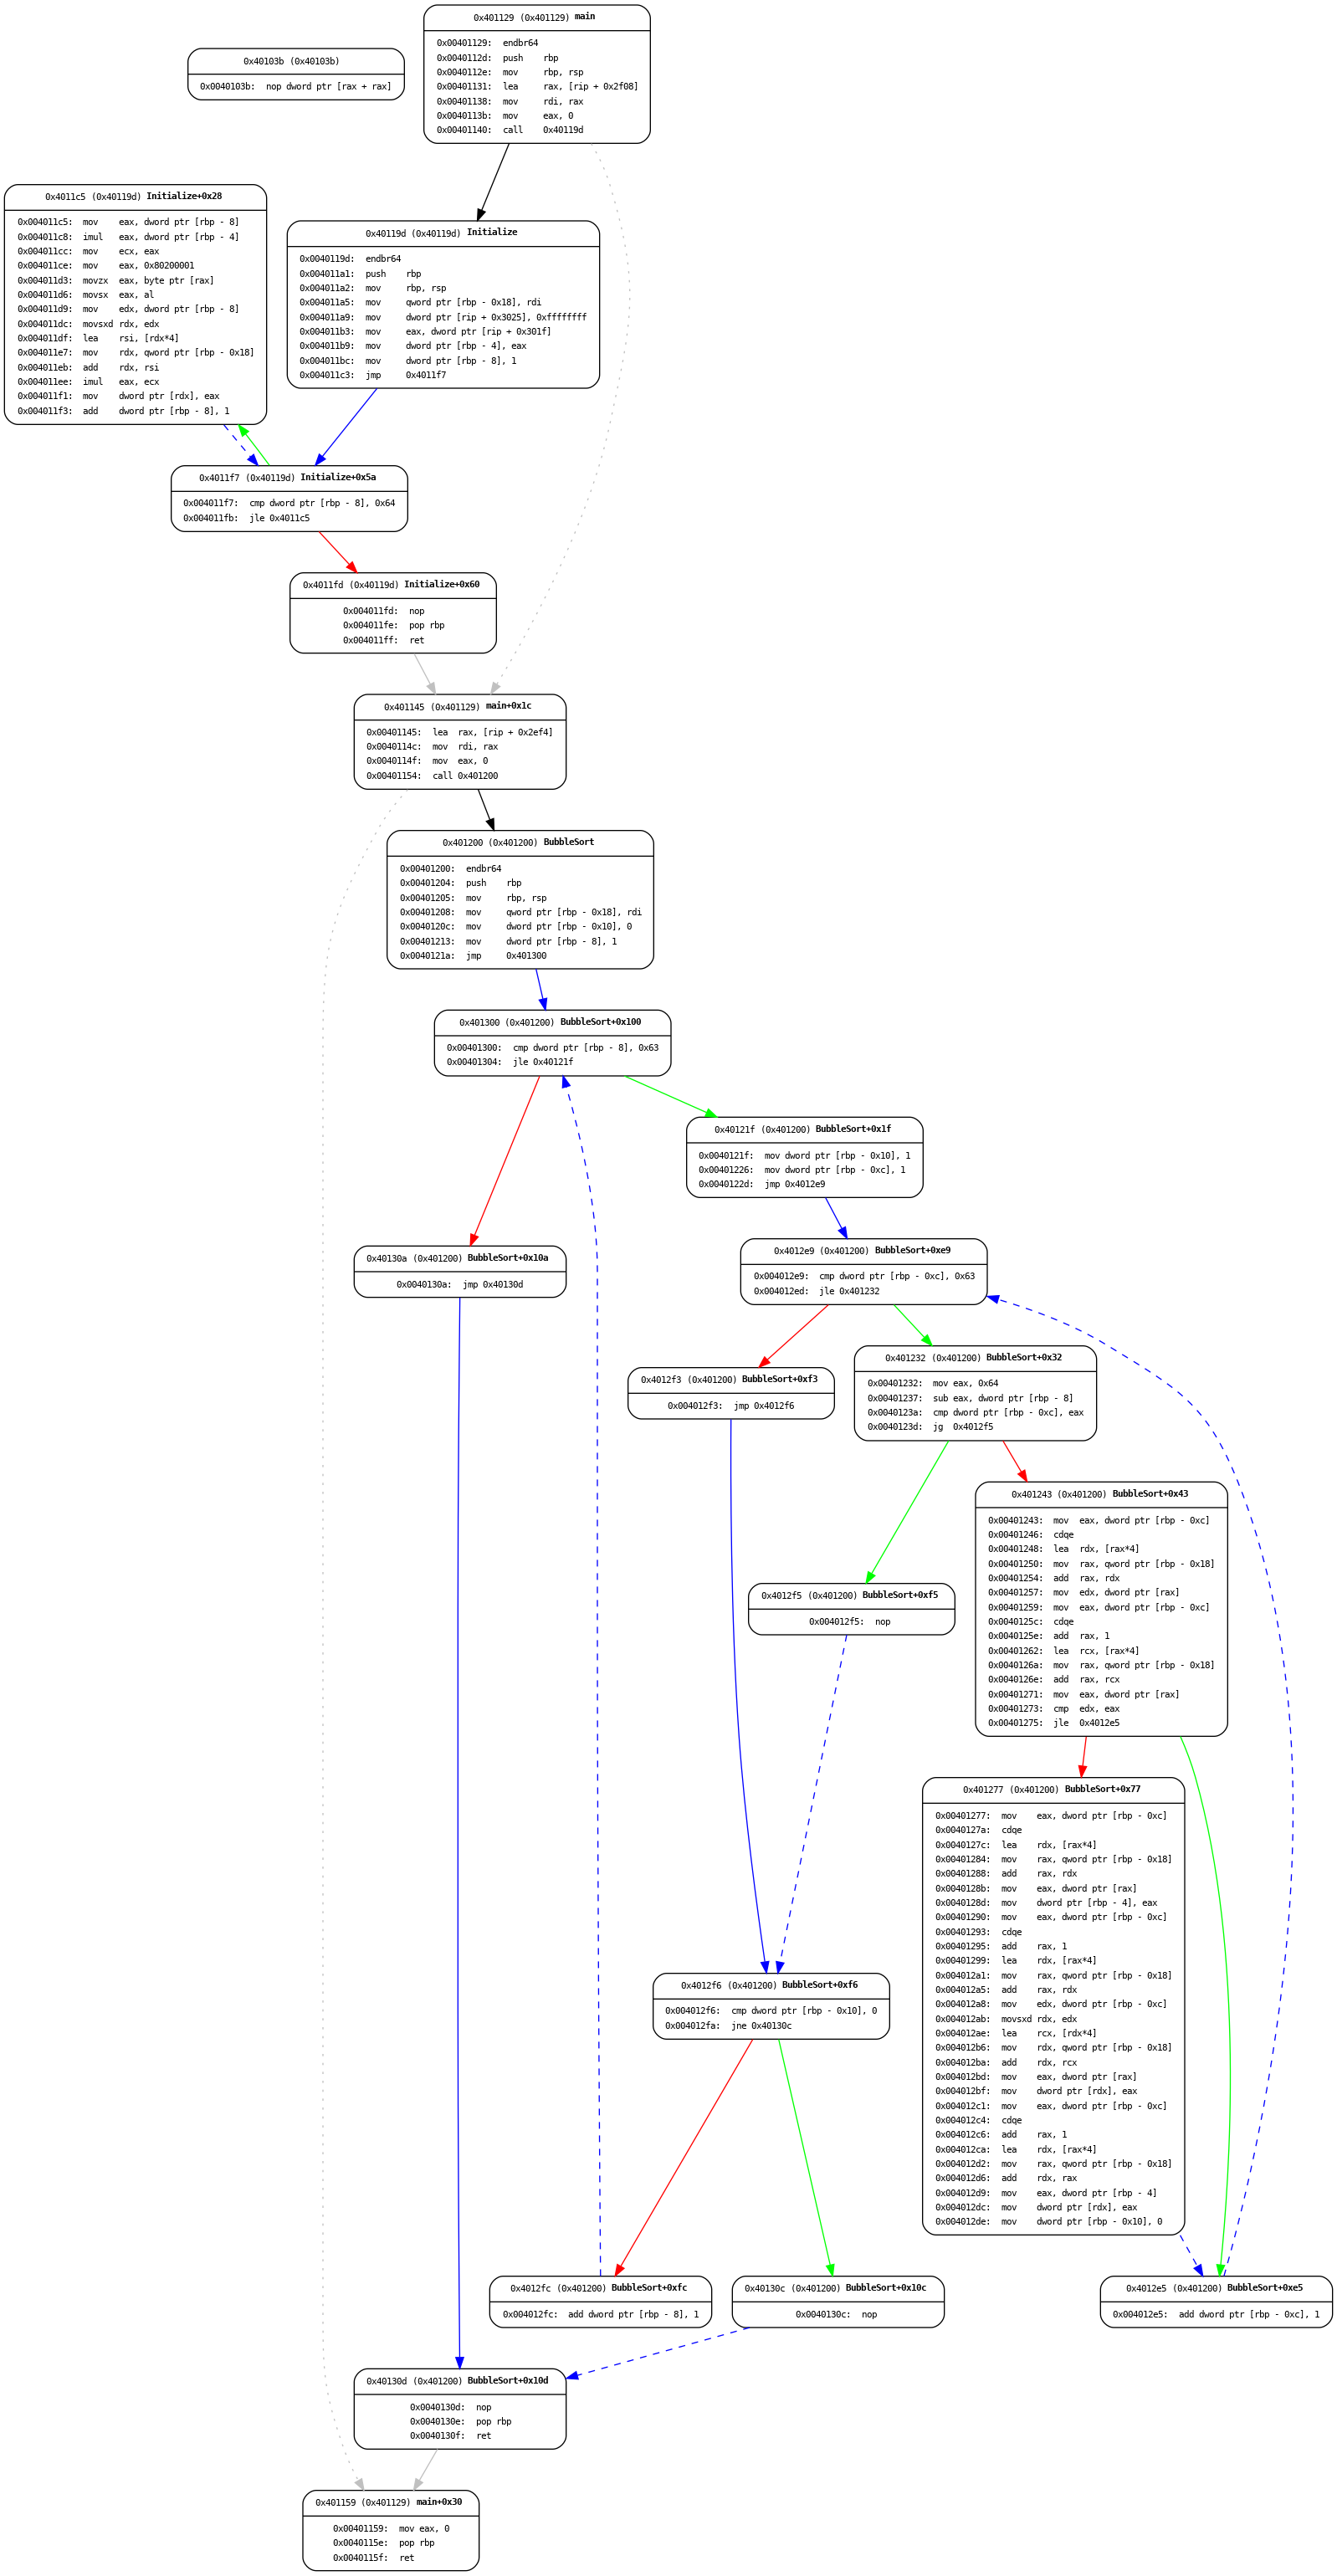 0x401129 (0x401129) main
0x00401129: endbr64
0x0040112d: push rbp
0x0040112e: mov rbp, rsp
0x00401131: lea rax, [rip + 0x2f08]
0x00401138: mov rdi, rax
0x0040113b: mov eax, 0
0x00401140: call 0x40119d
0x40103b (0x40103b)
0x0040103b: nop dword ptr [rax + rax]
0x4011c5 (0x40119d) Initialize+0x28
0x004011c5: mov eax, dword ptr [rbp - 8]
0x004011c8: imul eax, dword ptr [rbp - 4]
0x004011cc: mov ecx, eax
0x004011ce: mov eax, 0x80200001
0x004011d3: movzx eax, byte ptr [rax]
0x004011d6: movsx eax, al
0x004011d9: mov edx, dword ptr [rbp - 8]
0x004011dc: movsxd rdx, edx
0x004011df: lea rsi, [rdx*4]
0x004011e7: mov rdx, qword ptr [rbp - 0x18]
0x004011eb: add rdx, rsi
0x004011ee: imul eax, ecx
0x004011f1: mov dword ptr [rdx], eax
0x004011f3: add dword ptr [rbp - 8], 1
0x40119d (0x40119d) Initialize
0x0040119d: endbr64
0x004011a1: push rbp
0x004011a2: mov rbp, rsp
0x004011a5: mov qword ptr [rbp - 0x18], rdi
0x004011a9: mov dword ptr [rip + 0x3025], 0xffffffff
0x004011b3: mov eax, dword ptr [rip + 0x301f]
0x004011b9: mov dword ptr [rbp - 4], eax
0x004011bc: mov dword ptr [rbp - 8], 1
0x004011c3: jmp 0x4011f7
0x4011f7 (0x40119d) Initialize+0x5a
0x004011f7: cmp dword ptr [rbp - 8], 0x64
0x004011fb: jle 0x4011c5
0x4011fd (0x40119d) Initialize+0x60
0x004011fd: nop
0x004011fe: pop rbp
0x004011ff: ret
0x401145 (0x401129) main+0x1c
0x00401145: lea rax, [rip + 0x2ef4]
0x0040114c: mov rdi, rax
0x0040114f: mov eax, 0
0x00401154: call 0x401200
0x401200 (0x401200) BubbleSort
0x00401200: endbr64
0x00401204: push rbp
0x00401205: mov rbp, rsp
0x00401208: mov qword ptr [rbp - 0x18], rdi
0x0040120c: mov dword ptr [rbp - 0x10], 0
0x00401213: mov dword ptr [rbp - 8], 1
0x0040121a: jmp 0x401300
0x401300 (0x401200) BubbleSort+0x100
0x00401300: cmp dword ptr [rbp - 8], 0x63
0x00401304: jle 0x40121f
0x40121f (0x401200) BubbleSort+0x1f
0x0040121f: mov dword ptr [rbp - 0x10], 1
0x00401226: mov dword ptr [rbp - 0xc], 1
0x0040122d: jmp 0x4012e9
0x40130a (0x401200) BubbleSort+0x10a
0x0040130a: jmp 0x40130d
0x4012e9 (0x401200) BubbleSort+0xe9
0x004012e9: cmp dword ptr [rbp - 0xc], 0x63
0x004012ed: jle 0x401232
0x4012f3 (0x401200) BubbleSort+0xf3
0x004012f3: jmp 0x4012f6
0x401232 (0x401200) BubbleSort+0x32
0x00401232: mov eax, 0x64
0x00401237: sub eax, dword ptr [rbp - 8]
0x0040123a: cmp dword ptr [rbp - 0xc], eax
0x0040123d: jg 0x4012f5
0x401243 (0x401200) BubbleSort+0x43
0x00401243: mov eax, dword ptr [rbp - 0xc]
0x00401246: cdqe
0x00401248: lea rdx, [rax*4]
0x00401250: mov rax, qword ptr [rbp - 0x18]
0x00401254: add rax, rdx
0x00401257: mov edx, dword ptr [rax]
0x00401259: mov eax, dword ptr [rbp - 0xc]
0x0040125c: cdqe
0x0040125e: add rax, 1
0x00401262: lea rcx, [rax*4]
0x0040126a: mov rax, qword ptr [rbp - 0x18]
0x0040126e: add rax, rcx
0x00401271: mov eax, dword ptr [rax]
0x00401273: cmp edx, eax
0x00401275: jle 0x4012e5
0x4012f5 (0x401200) BubbleSort+0xf5
0x004012f5: nop
0x401277 (0x401200) BubbleSort+0x77
0x00401277: mov eax, dword ptr [rbp - 0xc]
0x0040127a: cdqe
0x0040127c: lea rdx, [rax*4]
0x00401284: mov rax, qword ptr [rbp - 0x18]
0x00401288: add rax, rdx
0x0040128b: mov eax, dword ptr [rax]
0x0040128d: mov dword ptr [rbp - 4], eax
0x00401290: mov eax, dword ptr [rbp - 0xc]
0x00401293: cdqe
0x00401295: add rax, 1
0x00401299: lea rdx, [rax*4]
0x004012a1: mov rax, qword ptr [rbp - 0x18]
0x004012a5: add rax, rdx
0x004012a8: mov edx, dword ptr [rbp - 0xc]
0x004012ab: movsxd rdx, edx
0x004012ae: lea rcx, [rdx*4]
0x004012b6: mov rdx, qword ptr [rbp - 0x18]
0x004012ba: add rdx, rcx
0x004012bd: mov eax, dword ptr [rax]
0x004012bf: mov dword ptr [rdx], eax
0x004012c1: mov eax, dword ptr [rbp - 0xc]
0x004012c4: cdqe
0x004012c6: add rax, 1
0x004012ca: lea rdx, [rax*4]
0x004012d2: mov rax, qword ptr [rbp - 0x18]
0x004012d6: add rdx, rax
0x004012d9: mov eax, dword ptr [rbp - 4]
0x004012dc: mov dword ptr [rdx], eax
0x004012de: mov dword ptr [rbp - 0x10], 0
0x4012f6 (0x401200) BubbleSort+0xf6
0x004012f6: cmp dword ptr [rbp - 0x10], 0
0x004012fa: jne 0x40130c
0x4012fc (0x401200) BubbleSort+0xfc
0x004012fc: add dword ptr [rbp - 8], 1
0x40130c (0x401200) BubbleSort+0x10c
0x0040130c: nop
0x4012e5 (0x401200) BubbleSort+0xe5
0x004012e5: add dword ptr [rbp - 0xc], 1
0x40130d (0x401200) BubbleSort+0x10d
0x0040130d: nop
0x0040130e: pop rbp
0x0040130f: ret
0x401159 (0x401129) main+0x30
0x00401159: mov eax, 0
0x0040115e: pop rbp
0x0040115f: ret